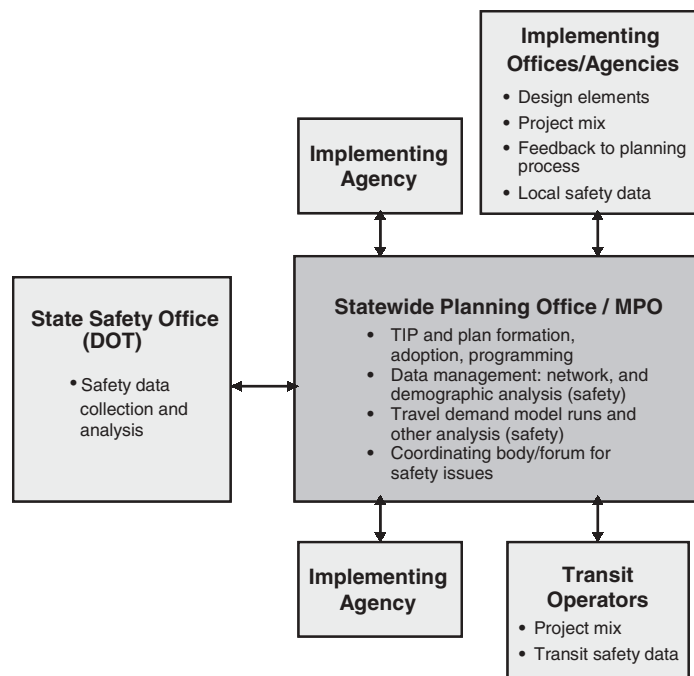 Implementing
Offices/Agencies
• Design elements
• Project mix
• Feedback to planning
process
• Local safety data
Implementing
Agency
State Safety Office
(DOT)
• Safety data
collection and
analysis
Statewide Planning Office / MPO
• TIP and plan formation,
adoption, programming
• Data management: network, and
demographic analysis (safety)
• Travel demand model runs and
other analysis (safety)
• Coordinating body/forum for
safety issues
Implementing
Agency
Transit
Operators
• Project mix
• Transit safety data